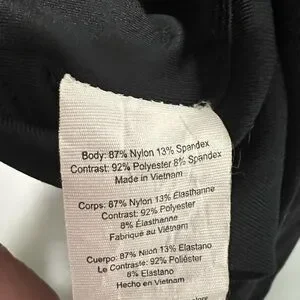 Body: 87% Nylon 13% Spandex
Contrast: 92% Polyester 8% Spandex
Made in Vietnam
Corps: 87% Nylon 13% Élasthanne
Contrast: 92% Polyester
8% Élasthanne
Fabriqué au Viêtnam
Cuerpo: 87% Nilon 13% Elastano
Le Contraste: 92% Poliéster
8% Elastano
Hecho en Vietnam